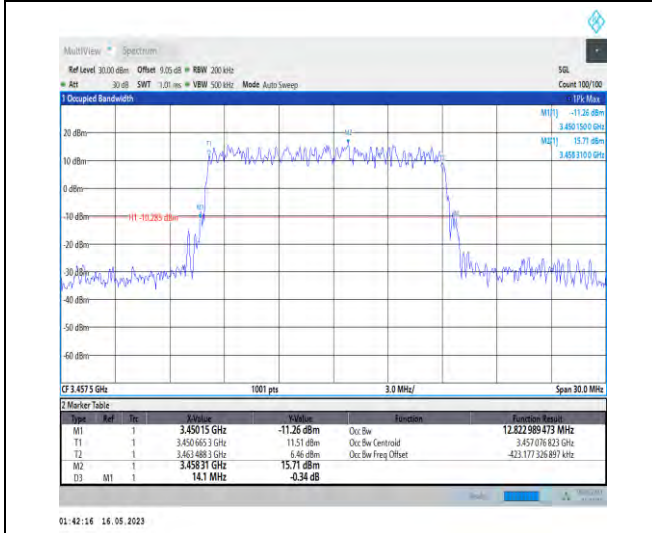 MultiView Spectrum
Ref Level 30.00 dBm Offset 9.05 dB RBW 200 kHz SGL
Att 30 dB SWT 1.01 ms VBW 500 kHz Mode Auto Sweep Count 100/100
1 Occupied Bandwidth 1Pk Max
M1[1] -11.26 dBm
3.450 150 0 GHz
M2[1] 15.71 dBm
3.458 310 0 GHz
20 dBm
10 dBm
0 dBm
-10 dBm
H1 -10.285 dBm
-30 dBm
-40 dBm
-50 dBm
-60 dBm
T1
M2
CF 3.457 5 GHz 1001 pts 3.0 MHz/ Span 30.0 MHz
2 Marker Table
Type Ref Trc X-Value Y-Value Function Function Result
M1 1 3.45015 GHz -11.26 dBm Occ Bw 12.822 989 473 MHz
T1 1 3.450 665 3 GHz 11.51 dBm Occ Bw Centroid 3.457 076 823 GHz
T2 1 3.463 488 3 GHz 6.46 dBm Occ Bw Freq Offset -423.177 326 897 kHz
M2 1 3.45831 GHz 15.71 dBm
D3 M1 1 14.1 MHz -0.34 dB
01:42:16 16.05.2023